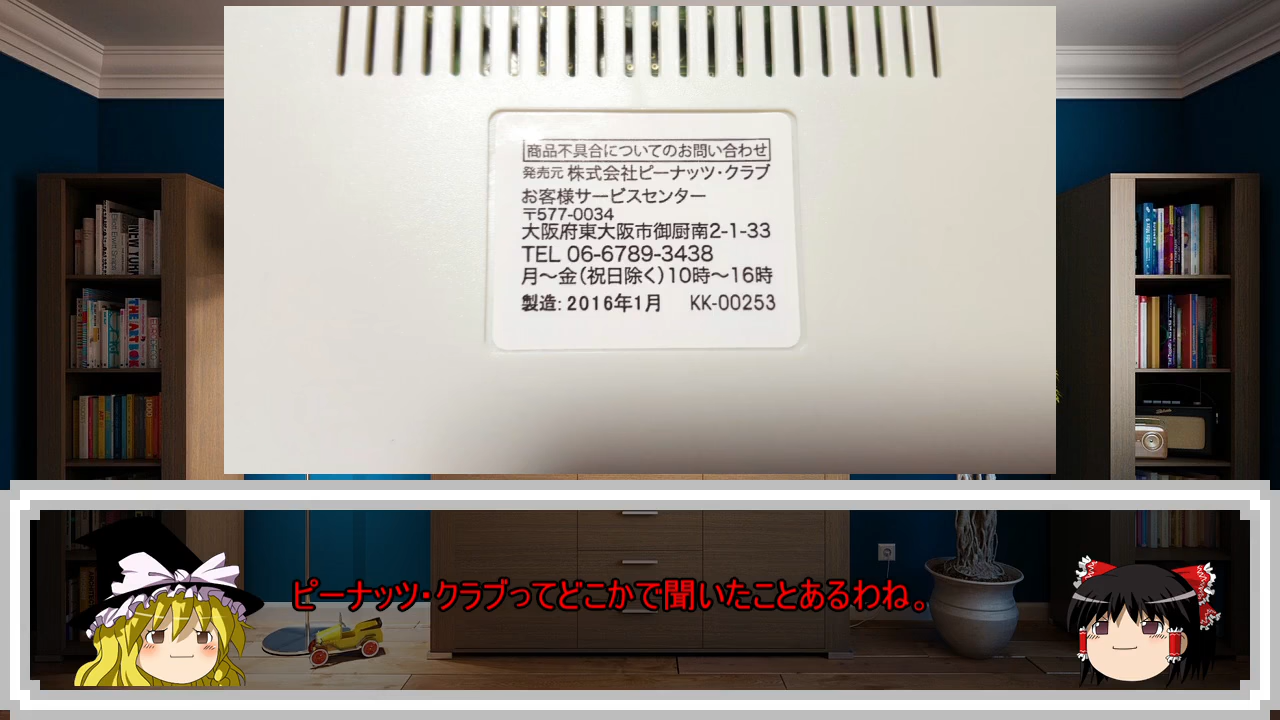 商品不具合についてのお問い合わせ
発売元 株式会社ピーナッツ・クラブ
お客様サービスセンター
〒577-0034
大阪府東大阪市御厨南2-1-33
TEL 06-6789-3438
月〜金(祝日除く)10時〜16時
製造: 2016年1月 KK-00253
ピーナッツ・クラブってどこかで聞いたことあるわね。